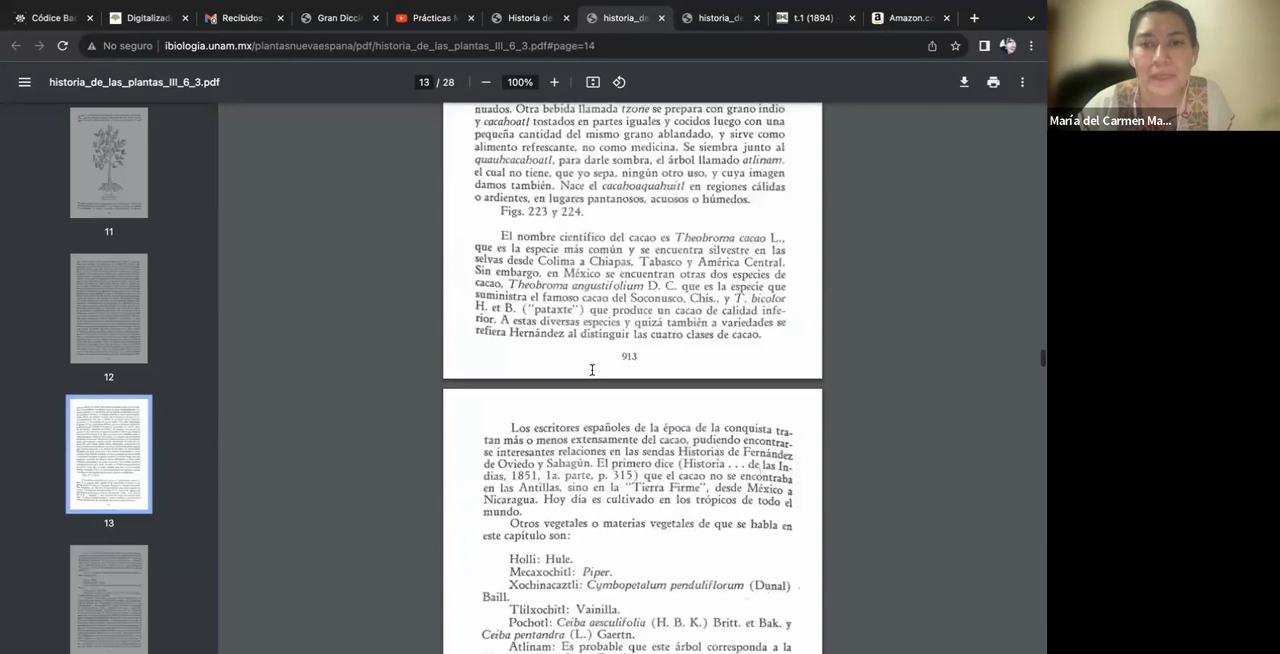 Códice Ba
Digitalizad
Recibidos
Gran Dicci
Prácticas M
Historia de
historia_de
historia_de
t.1 (1894) -
Amazon.co
No seguro
ibiologia.unam.mx/plantasnuevaespana/pdf/historia_de_las_plantas_III_6_3.pdf#page=14
historia_de_las_plantas_III_6_3.pdf
13 / 28
100%
11
12
13
nuados. Otra bebida llamada tzone se prepara con grano indio
y cacahoatl tostados en partes iguales y cocidos luego con una
pequeña cantidad del mismo grano ablandado, y sirve como
alimento refrescante, no como medicina. Se siembra junto al
quauhcacahoatl, para darle sombra, el árbol llamado atlinam,
el cual no tiene, que yo sepa, ningún otro uso, y cuya imagen
damos también. Nace el cacahoaquahuitl en regiones cálidas
o ardientes, en lugares pantanosos, acuosos o húmedos.
Figs. 223 y 224.
El nombre científico del cacao es Theobroma cacao L.,
que es la especie más común y se encuentra silvestre en las
selvas desde Colima a Chiapas, Tabasco y América Central.
Sin embargo, en México se encuentran otras dos especies de
cacao, Theobroma angustifolium D. C. que es la especie que
suministra el famoso cacao del Soconusco, Chis., y T. bicolor
H. et B. ("pataxte") que produce un cacao de calidad infe-
rior. A estas diversas especies y quizá también a variedades se
refiera Hernández al distinguir las cuatro clases de cacao.
913
Los escritores españoles de la época de la conquista tra-
tan más o menos extensamente del cacao, pudiendo encontrar-
se interesantes relaciones en las sendas Historias de Fernández
de Oviedo y Sahagún. El primero dice (Historia . . . de las In-
dias, 1851, 1a. parte, p. 315) que el cacao no se encontraba
en las Antillas, sino en la "Tierra Firme", desde México a
Nicaragua. Hoy día es cultivado en los trópicos de todo el
mundo.
Otros vegetales o materias vegetales de que se habla en
este capítulo son:
Holli: Hule.
Mecaxochitl: Piper.
Xochinacaztli: Cymbopetalum penduliflorum (Dunal)
Baill.
Tlilxochitl: Vainilla.
Pochotl: Ceiba aesculifolia (H. B. K.) Britt. et Bak. y
Ceiba pentandra (L.) Gaertn.
Atlinam: Es probable que este árbol corresponda a la
María del Carmen Ma...